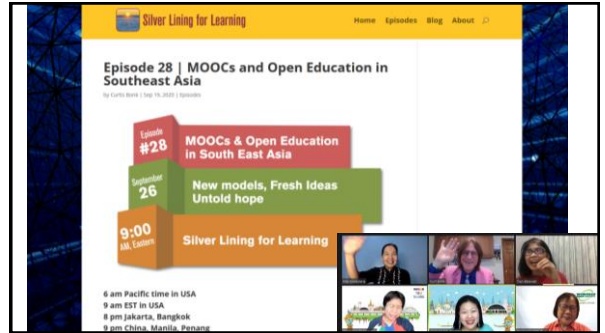 Silver Lining for Learning
Home Episodes Blog About
Episode 28 | MOOCs and Open Education in
Southeast Asia
by Curtis Bonk | Sep 19, 2020 | Episodes
Episode
#28
MOOCs & Open Education
in South East Asia
September
26
New models, Fresh Ideas
Untold hope
9:00
AM, Eastern
Silver Lining for Learning
6 am Pacific time in USA
9 am EST in USA
8 pm Jakarta, Bangkok
9 pm China, Manila, Penang